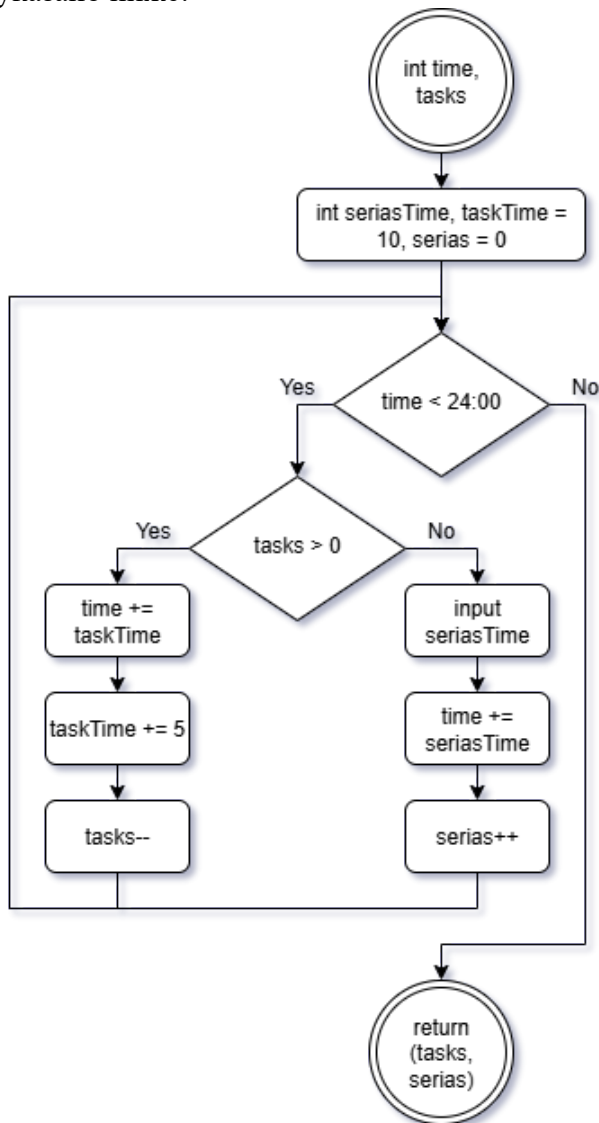 int time,
tasks
int seriasTime, taskTime =
10, serias = 0
time < 24:00
Yes
No
tasks > 0
Yes
No
time +=
taskTime
taskTime += 5
tasks--
input
seriasTime
time +=
seriasTime
serias++
return
(tasks,
serias)